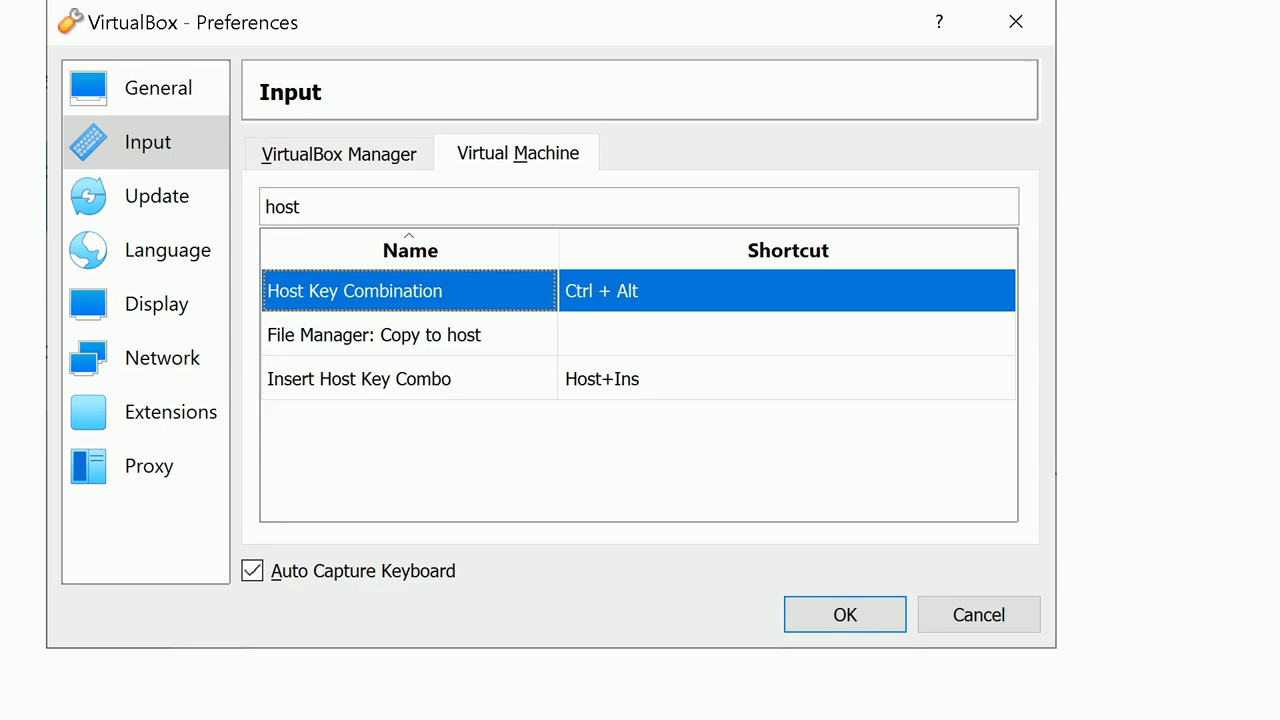 VirtualBox - Preferences
?
General
Input
Update
Language
Display
Network
Extensions
Proxy
Input
VirtualBox Manager
Virtual Machine
host
Name
Shortcut
Host Key Combination
Ctrl + Alt
File Manager: Copy to host
Insert Host Key Combo
Host+Ins
Auto Capture Keyboard
OK
Cancel